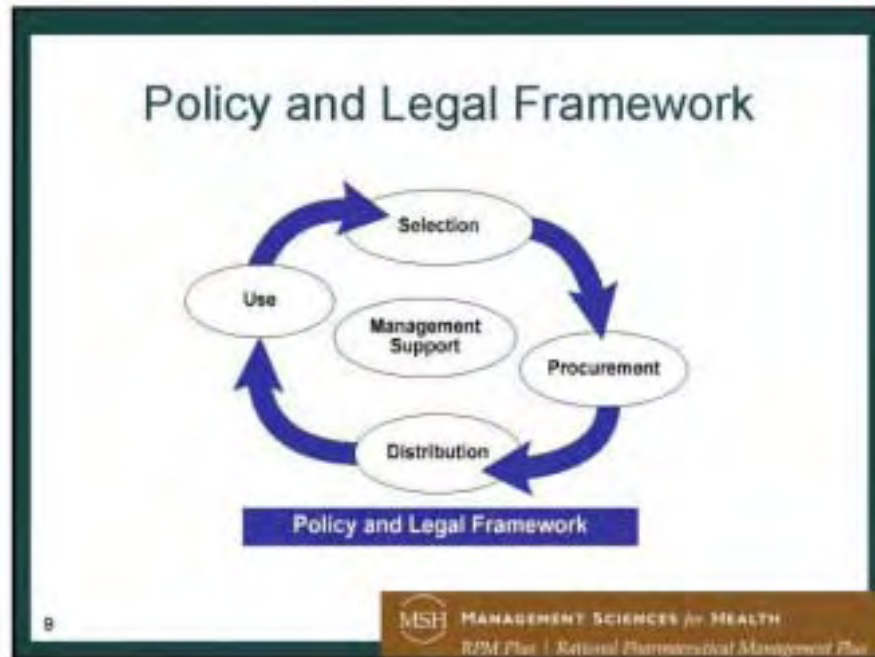 Policy and Legal Framework
Selection
Use
Management
Support
Procurement
Distribution
Policy and Legal Framework
MSH MANAGEMENT SCIENCES for HEALTH
RPM Plus | Rational Pharmaceutical Management Plus